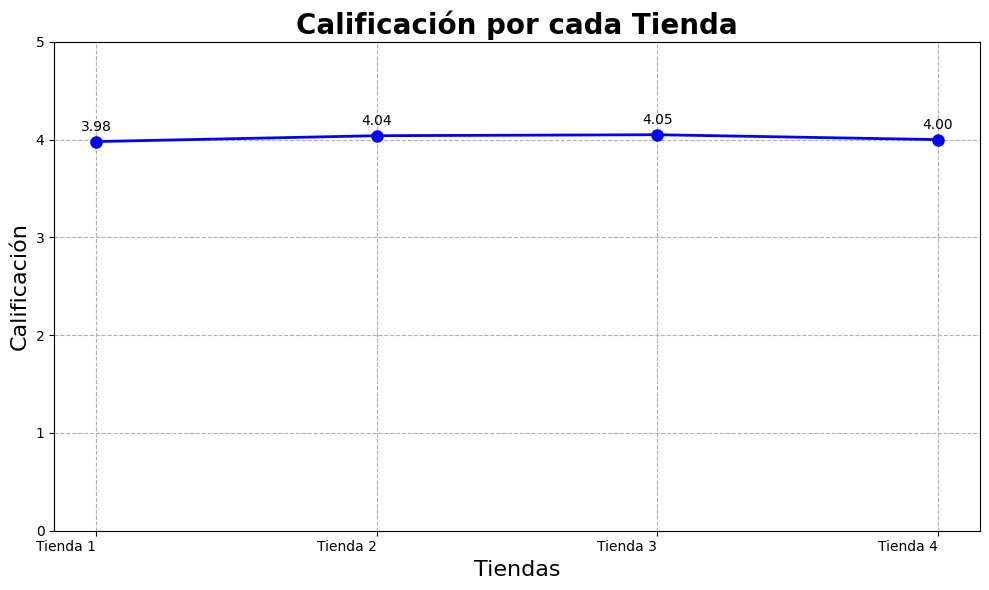 Calificación por cada Tienda
5
4
3
2
1
0
3.98
4.04
4.05
4.00
Calificación
Tienda 1
Tienda 2
Tienda 3
Tienda 4
Tiendas